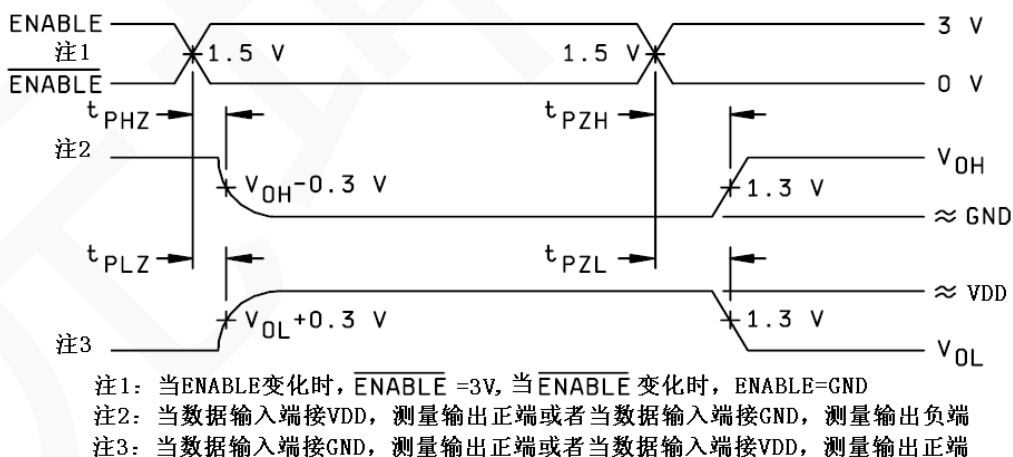 ENABLE 3 V
注1 1.5 V 1.5 V
ENABLE 0 V
tPHZ tPZH
注2 VOH
VOH-0.3 V 1.3 V
≈ GND
tPLZ tPZL
≈ VDD
VOL+0.3 V 1.3 V
注3 VOL
注1: 当ENABLE变化时，ENABLE =3V, 当 ENABLE 变化时，ENABLE=GND
注2: 当数据输入端接VDD，测量输出正端或者当数据输入端接GND，测量输出负端
注3: 当数据输入端接GND，测量输出正端或者当数据输入端接VDD，测量输出正端